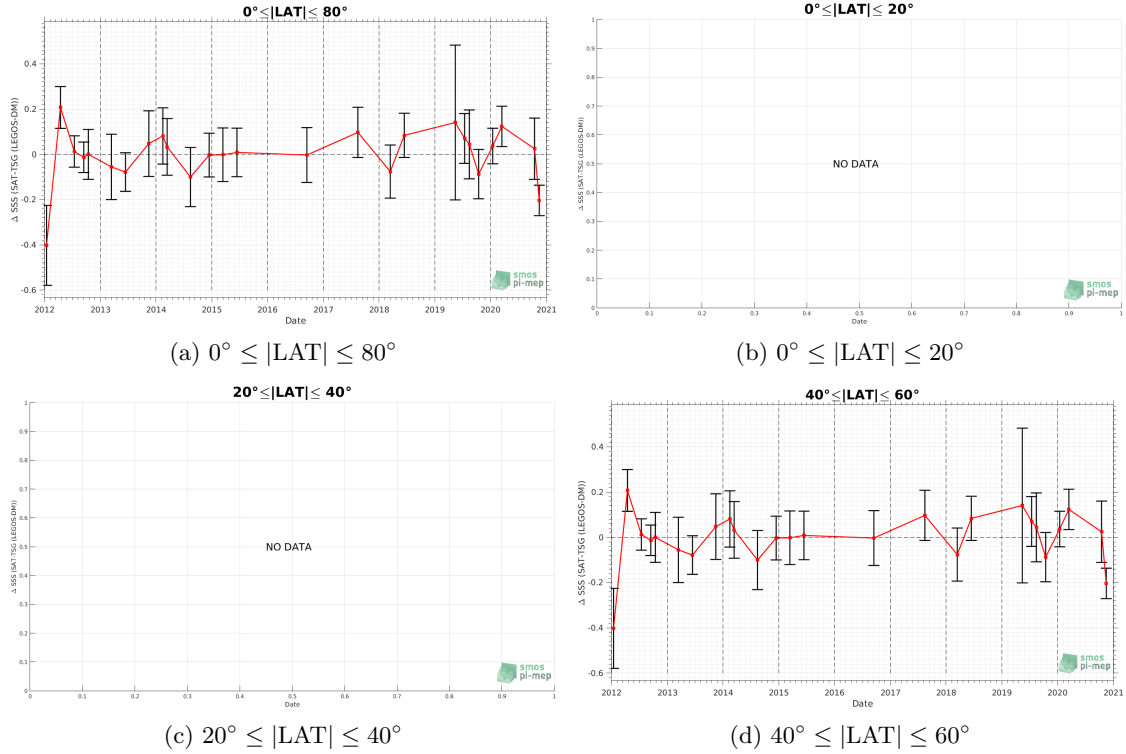 0°≤|LAT|≤ 80°
Δ SSS (SAT-TSG (LEGOS-DM))
0.4
0.2
0
-0.2
-0.4
-0.6
2012 2013 2014 2015 2016 2017 2018 2019 2020 2021
Date
smos
pi-mep
(a) 0° ≤ |LAT| ≤ 80°
0°≤|LAT|≤ 20°
Δ SSS (SAT-TSG (LEGOS-DM))
1
0.9
0.8
0.7
0.6
0.5
0.4
0.3
0.2
0.1
0
NO DATA
0 0.1 0.2 0.3 0.4 0.5 0.6 0.7 0.8 0.9 1
Date
smos
pi-mep
(b) 0° ≤ |LAT| ≤ 20°
20°≤|LAT|≤ 40°
Δ SSS (SAT-TSG (LEGOS-DM))
1
0.9
0.8
0.7
0.6
0.5
0.4
0.3
0.2
0.1
0
NO DATA
0 0.1 0.2 0.3 0.4 0.5 0.6 0.7 0.8 0.9 1
Date
smos
pi-mep
(c) 20° ≤ |LAT| ≤ 40°
40°≤|LAT|≤ 60°
Δ SSS (SAT-TSG (LEGOS-DM))
0.4
0.2
0
-0.2
-0.4
-0.6
2012 2013 2014 2015 2016 2017 2018 2019 2020 2021
Date
smos
pi-mep
(d) 40° ≤ |LAT| ≤ 60°